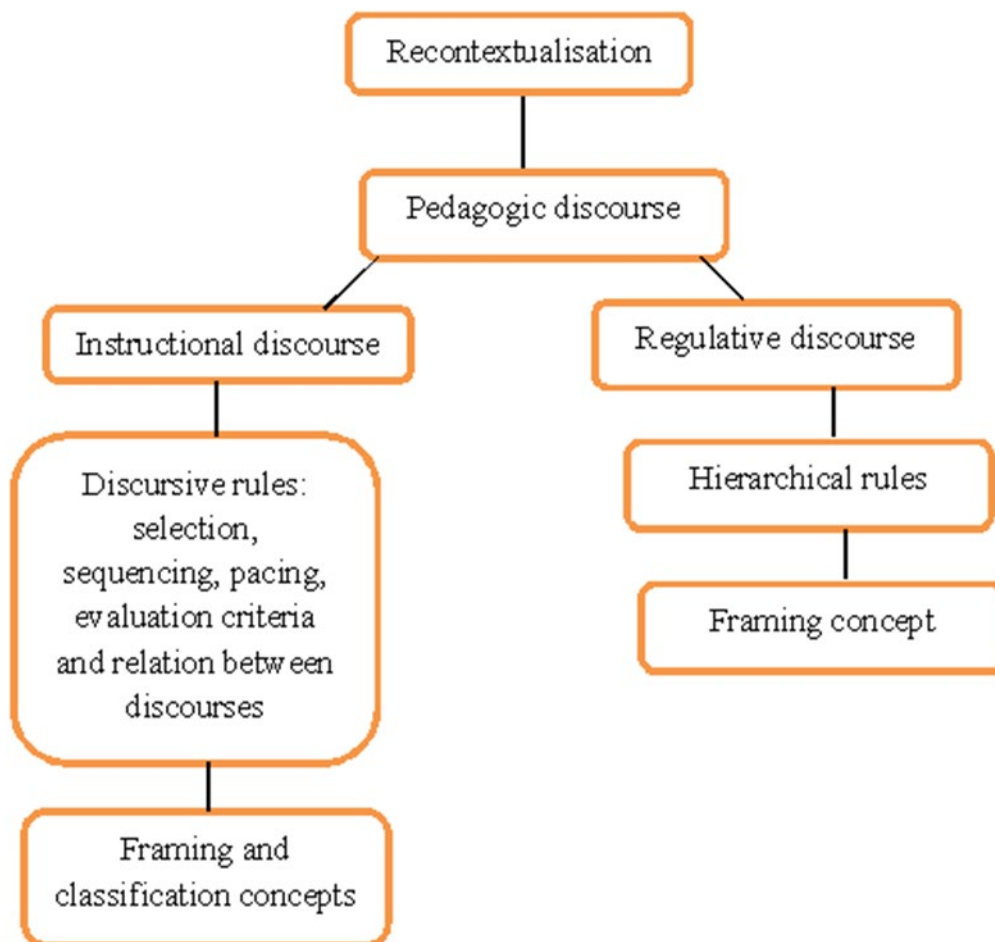 Recontextualisation
Pedagogic discourse
Instructional discourse
Regulative discourse
Discursive rules:
selection,
sequencing, pacing,
evaluation criteria
and relation between
discourses
Hierarchical rules
Framing concept
Framing and
classification concepts